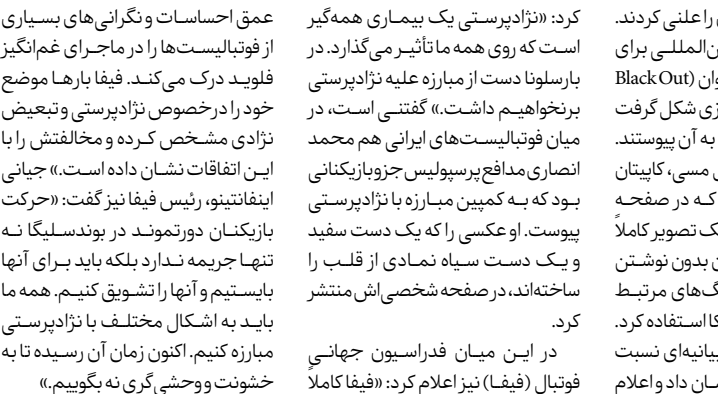 را علنی کردند.
ن‌المللی برای
وان (Black Out
زی شکل گرفت
به آن پیوستند.
مسی، کاپیتان
که در صفحه
ک تصویر کاملاً
ن بدون نوشتن
گ‌های مرتبط
کا استفاده کرد.
بیانیه‌ای نسبت
سان داد و اعلام
کرد: «نژادپرستی یک بیماری همه‌گیر
است که روی همه ما تأثیر می‌گذارد. در
بارسلونا دست از مبارزه علیه نژادپرستی
برنخواهیم داشت.» گفتنی است، در
میان فوتبالیست‌های ایرانی هم محمد
انصاری مدافع پرسپولیس جزو بازیکنانی
بود که به کمپین مبارزه با نژادپرستی
پیوست. او عکسی را که یک دست سفید
و یک دست سیاه نمادی از قلب را
ساخته‌اند، در صفحه شخصی‌اش منتشر
کرد.
در این میان فدراسیون جهانی
فوتبال (فیفا) نیز اعلام کرد: «فیفا کاملاً
عمق احساسات و نگرانی‌های بسیاری
از فوتبالیست‌ها را در ماجرای غم‌انگیز
فلوید درک می‌کند. فیفا بارها موضع
خود را درخصوص نژادپرستی و تبعیض
نژادی مشخص کرده و مخالفتش را با
این اتفاقات نشان داده است.» جیانی
اینفانتینو، رئیس فیفا نیز گفت: «حرکت
بازیکنان دورتموند در بوندسلیگا نه
تنها جریمه ندارد بلکه باید برای آنها
بایستیم و آنها را تشویق کنیم. همه ما
باید به اشکال مختلف با نژادپرستی
مبارزه کنیم. اکنون زمان آن رسیده تا به
خشونت و وحشی‌گری نه بگوییم.»